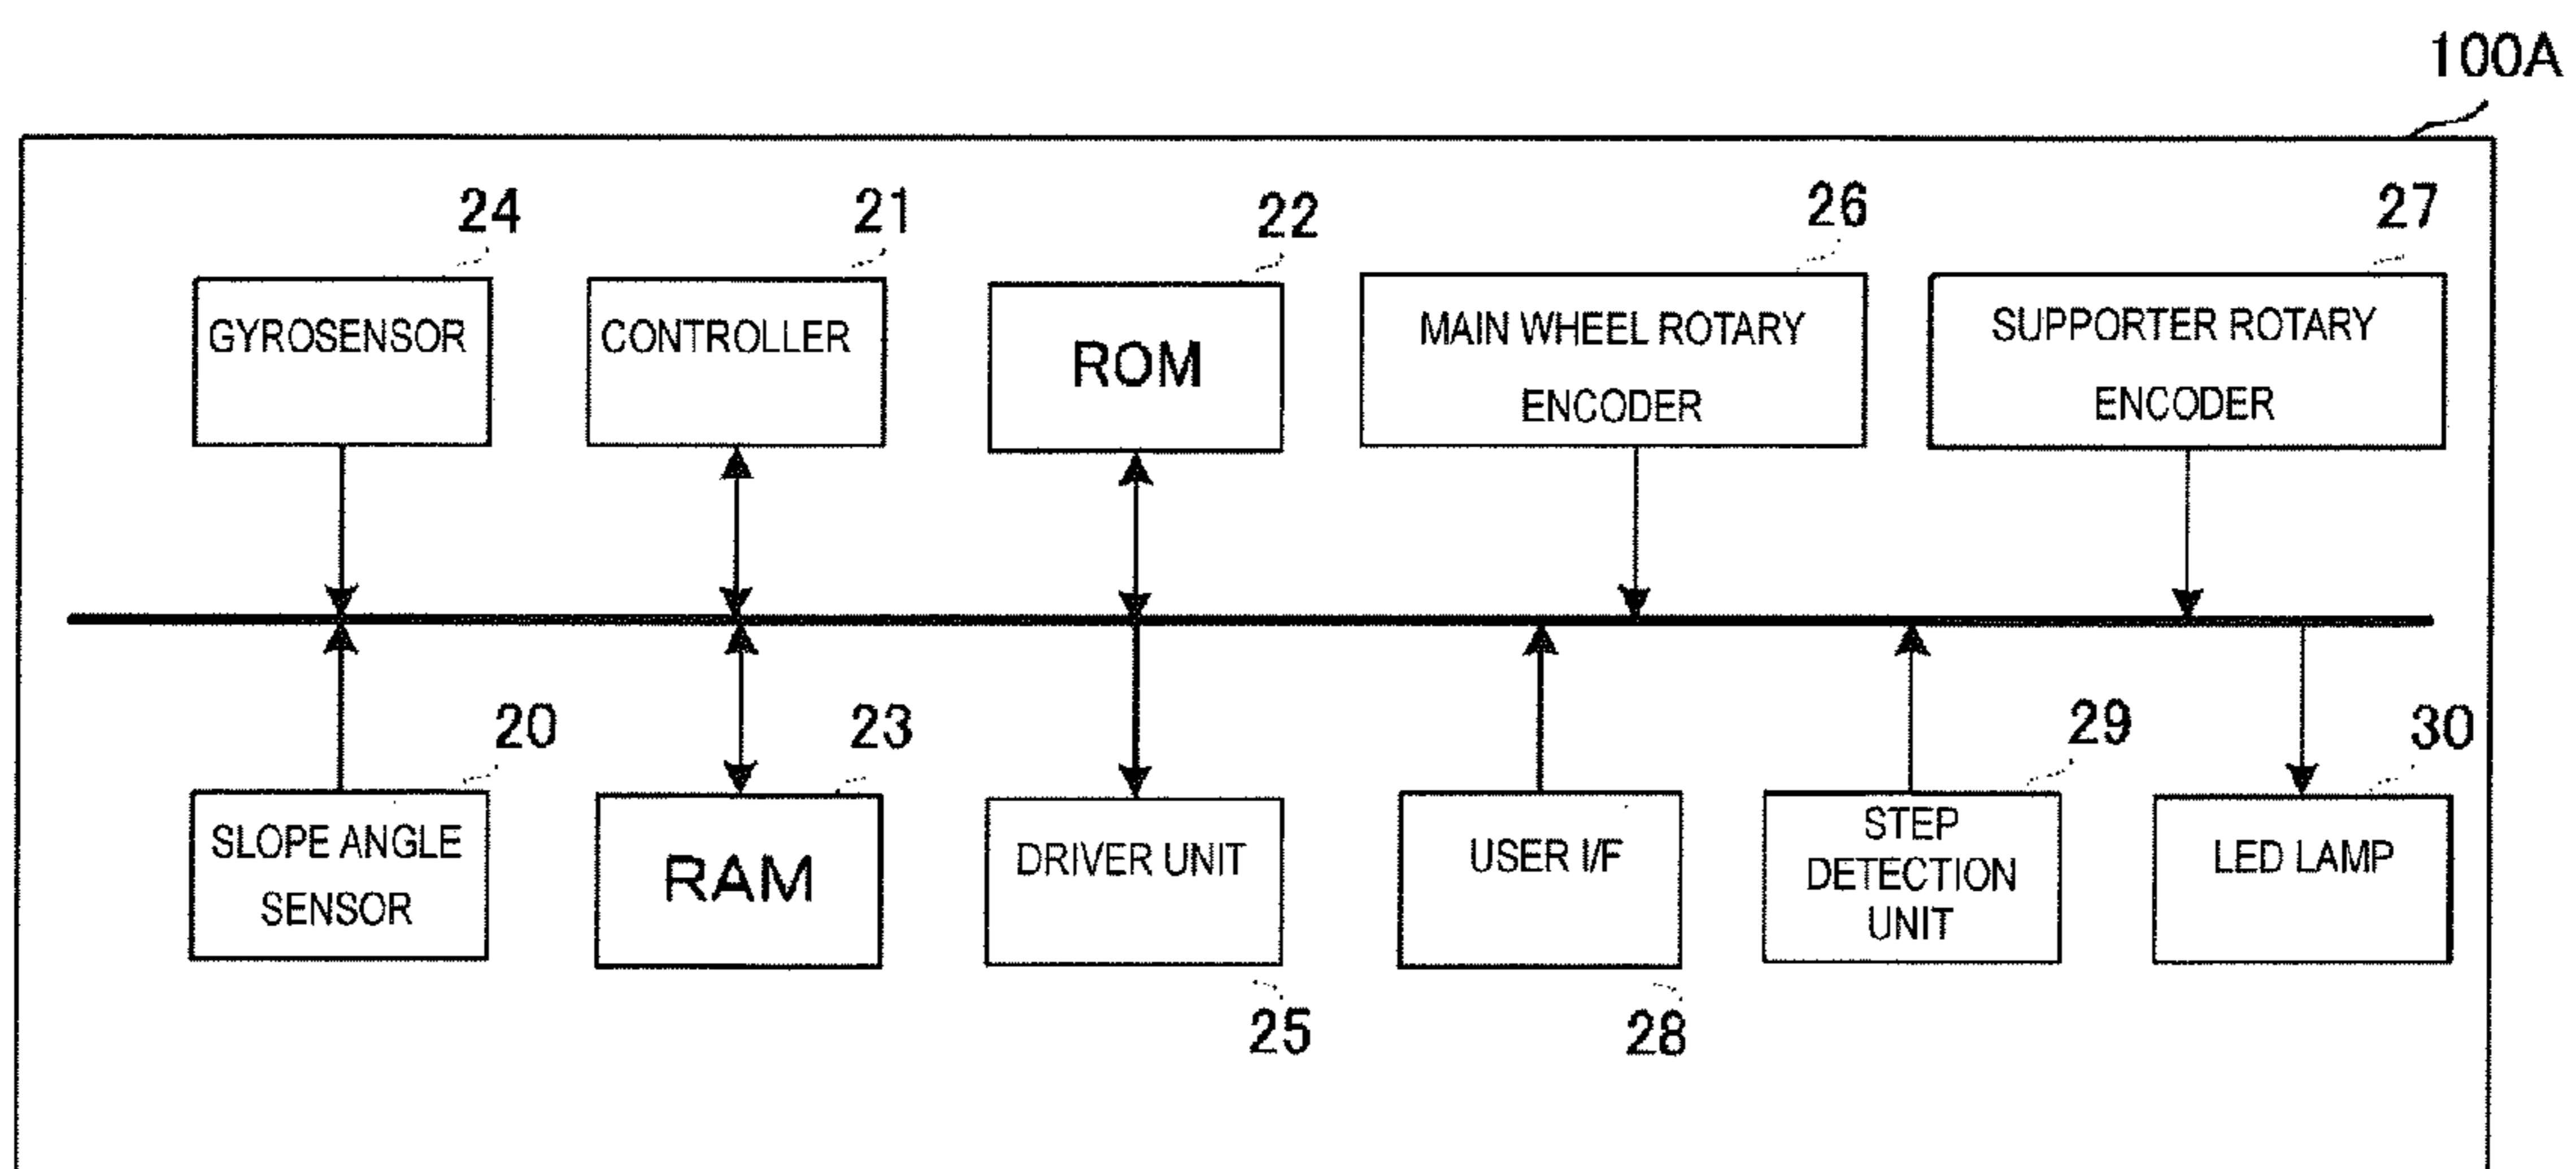 100A
24
21
22
26
27
GYROSENSOR
CONTROLLER
ROM
MAIN WHEEL ROTARY
ENCODER
SUPPORTER ROTARY
ENCODER
20
23
29
30
SLOPE ANGLE
SENSOR
RAM
DRIVER UNIT
USER I/F
STEP
DETECTION
UNIT
LED LAMP
25
28